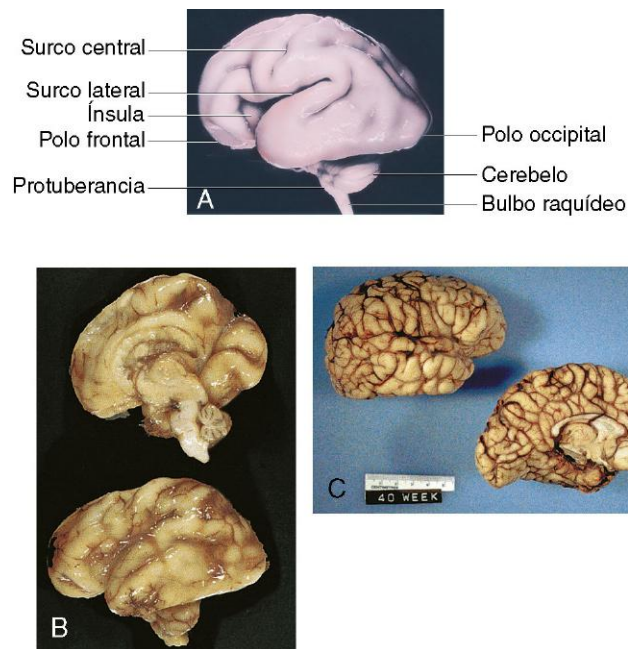 Surco central
Surco lateral
Ínsula
Polo frontal
Protuberancia
Polo occipital
Cerebelo
Bulbo raquídeo
A
B
C
40 WEEK